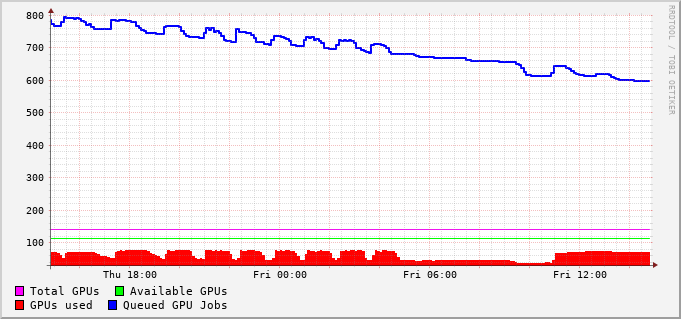 800
700
600
500
400
300
200
100
Thu 18:00 Fri 00:00 Fri 06:00 Fri 12:00
Total GPUs Available GPUs
GPUs used Queued GPU Jobs
RRDTOOL / TOBI OETIKER